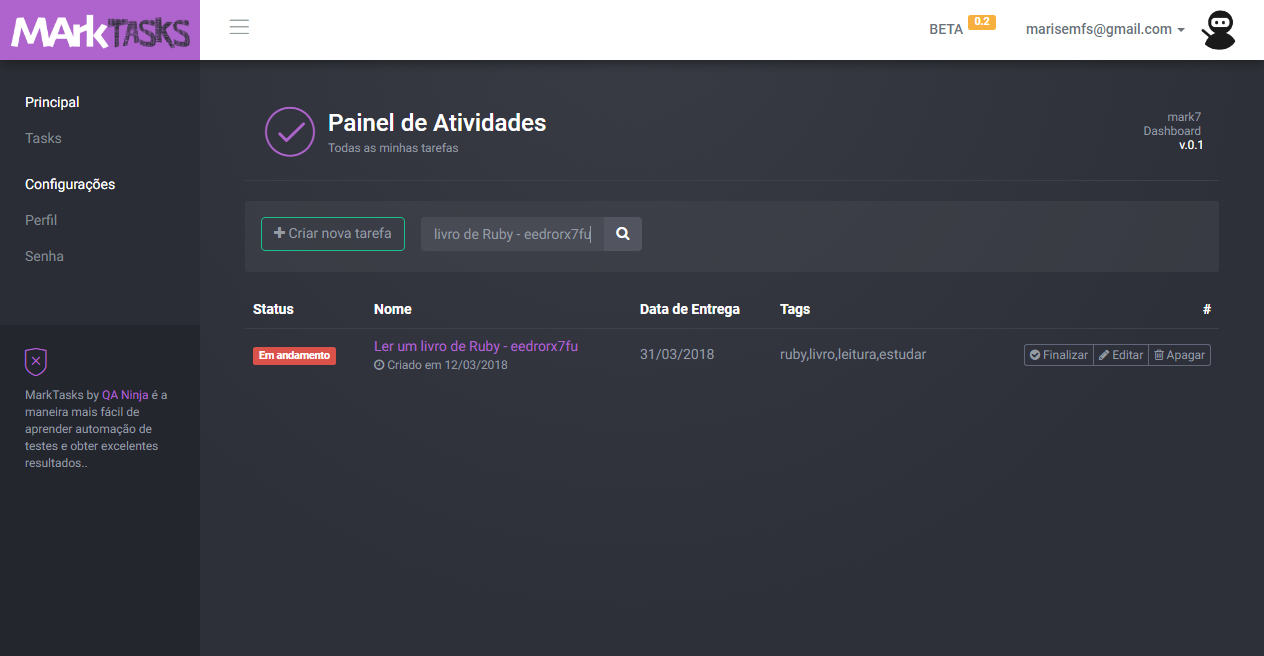 MArkTASKS
BETA 0.2
marisemfs@gmail.com
Principal
Tasks
Configurações
Perfil
Senha
MarkTasks by QA Ninja é a
maneira mais fácil de
aprender automação de
testes e obter excelentes
resultados..
Painel de Atividades
Todas as minhas tarefas
mark7
Dashboard
v.0.1
Criar nova tarefa
livro de Ruby - eedrorx7fu
Status Nome Data de Entrega Tags #
Em andamento Ler um livro de Ruby - eedrorx7fu 31/03/2018 ruby,livro,leitura,estudar Finalizar Editar Apagar
Criado em 12/03/2018